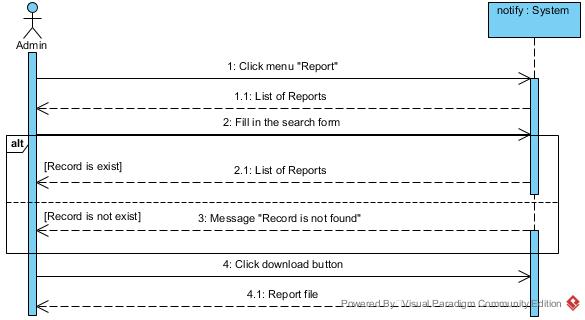 notify : System
Admin
1: Click menu "Report"
1.1: List of Reports
2: Fill in the search form
alt
[Record is exist]
2.1: List of Reports
[Record is not exist]
3: Message "Record is not found"
4: Click download button
4.1: Report file
Powered By: Visual Paradigm Community Edition